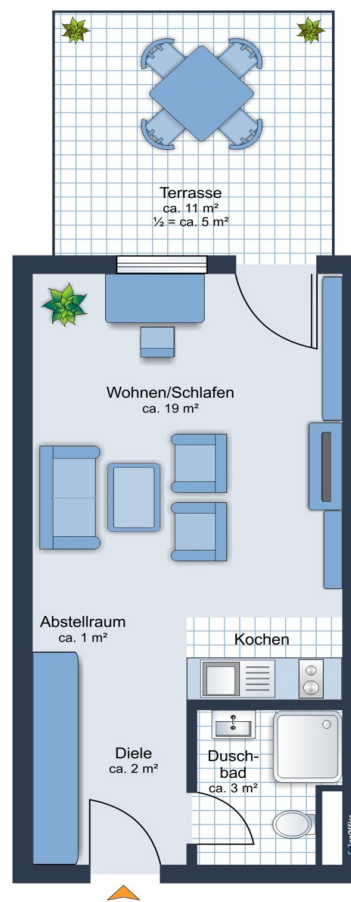 Terrasse
ca. 11 m²
½ = ca. 5 m²
Wohnen/Schlafen
ca. 19 m²
Abstellraum
ca. 1 m²
Kochen
Diele
ca. 2 m²
Dusch-
bad
ca. 3 m²